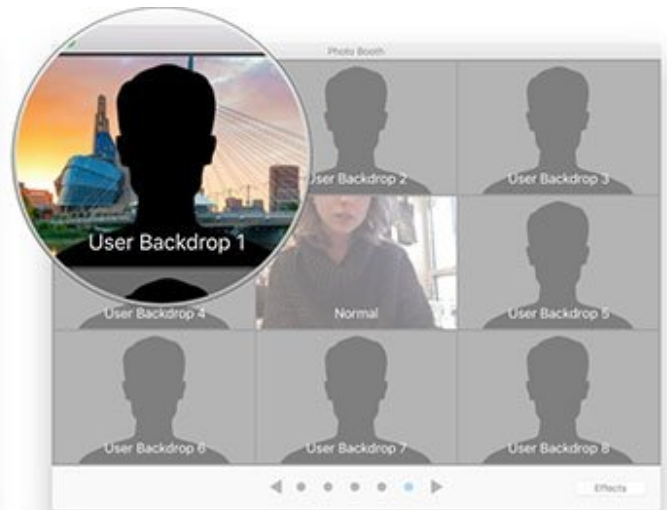 Photo Booth
User Backdrop 1
User Backdrop 2
User Backdrop 3
User Backdrop 4
Normal
User Backdrop 5
User Backdrop 6
User Backdrop 7
User Backdrop 8
Effects